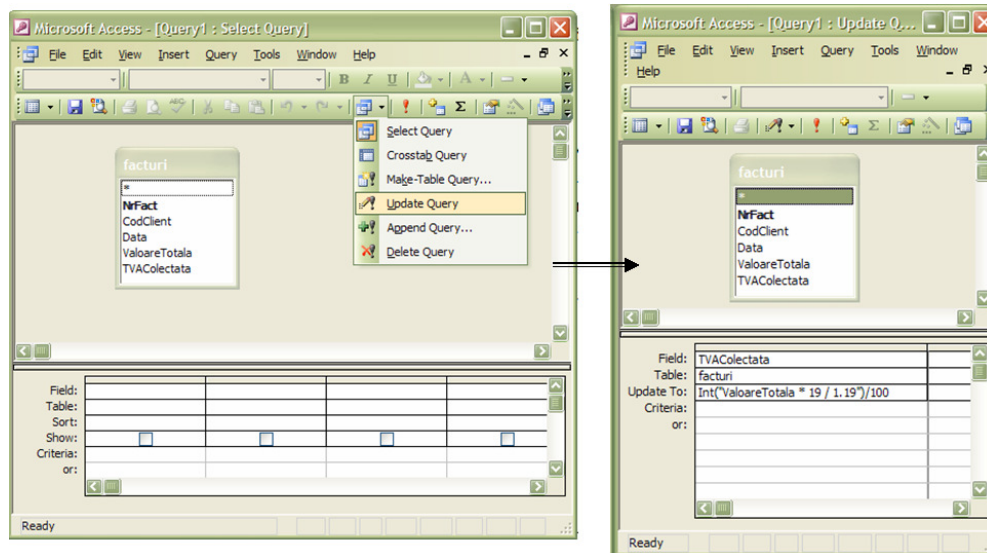 Microsoft Access - [Query1 : Select Query]
File Edit View Insert Query Tools Window Help
B I U A
ABC Σ
Select Query
Crosstab Query
Make-Table Query...
Update Query
Append Query...
Delete Query
facturi
*
NrFact
CodClient
Data
ValoareTotala
TVAColectata
Field:
Table:
Sort:
Show:
Criteria:
or:
Ready
Microsoft Access - [Query1 : Update Q...
File Edit View Insert Query Tools Window
Help
Σ
facturi
*
NrFact
CodClient
Data
ValoareTotala
TVAColectata
Field: TVAColectata
Table: facturi
Update To: Int("ValoareTotala * 19 / 1.19")/100
Criteria:
or:
Ready